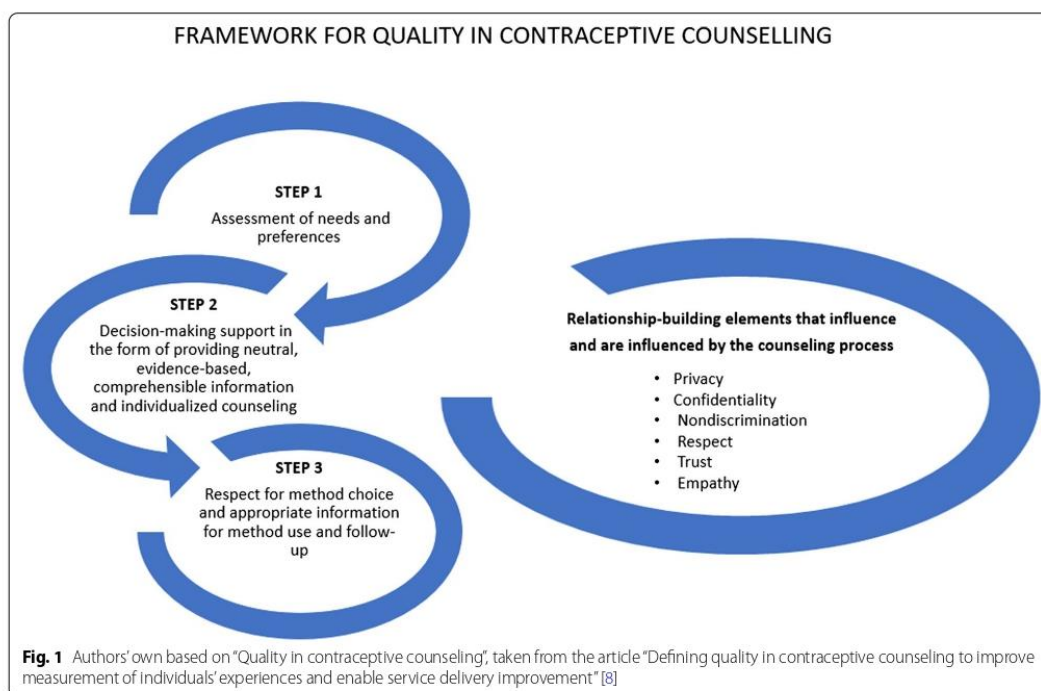 FRAMEWORK FOR QUALITY IN CONTRACEPTIVE COUNSELLING
STEP 1
Assessment of needs and
preferences
STEP 2
Decision-making support in
the form of providing neutral,
evidence-based,
comprehensible information
and individualized counseling
STEP 3
Respect for method choice
and appropriate information
for method use and follow-
up
Relationship-building elements that influence
and are influenced by the counseling process
• Privacy
• Confidentiality
• Nondiscrimination
• Respect
• Trust
• Empathy
Fig. 1 Authors’ own based on “Quality in contraceptive counseling”, taken from the article “Defining quality in contraceptive counseling to improve
measurement of individuals’ experiences and enable service delivery improvement” [8]